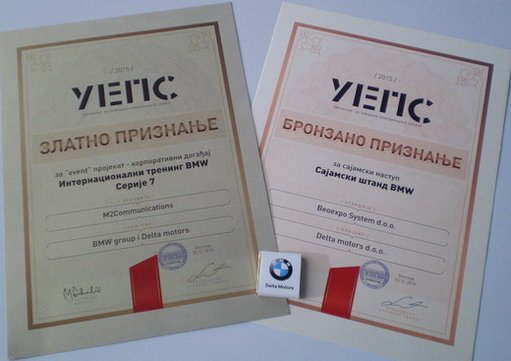 / 2015 /
УЕПС
ЗЛАТНО ПРИЗНАЊЕ
за "event" пројекат - корпоративни догађај
Интернационални тренинг BMW
Серије 7
M2Communications
BMW group i Delta motors
/ 2015 /
УЕПС
БРОНЗАНО ПРИЗНАЊЕ
за сајамски наступ
Сајамски штанд BMW
Beoexpo System d.o.o.
Delta motors d.o.o.
BMW
Delta Motors